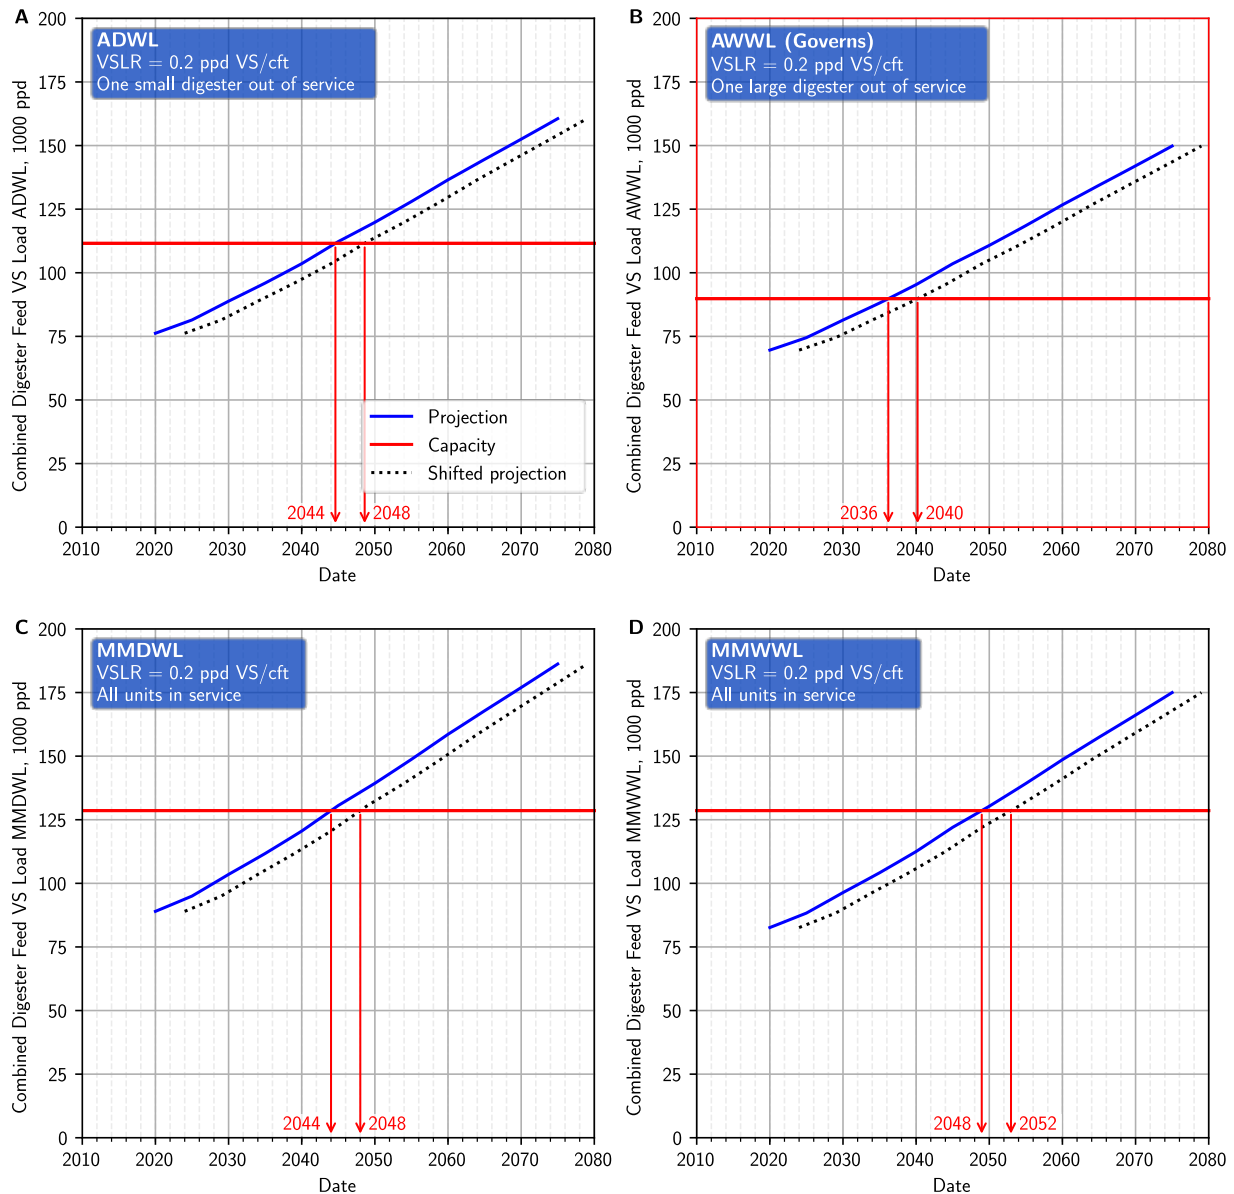 A
ADWL
VSLR = 0.2 ppd VS/cft
One small digester out of service
Combined Digester Feed VS Load ADWL, 1000 ppd
200
175
150
125
100
75
50
25
0
Projection
Capacity
Shifted projection
2044
2048
2010 2020 2030 2040 2050 2060 2070 2080
Date
B
AWWL (Governs)
VSLR = 0.2 ppd VS/cft
One large digester out of service
Combined Digester Feed VS Load AWWL, 1000 ppd
200
175
150
125
100
75
50
25
0
2036
2040
2010 2020 2030 2040 2050 2060 2070 2080
Date
C
MMDWL
VSLR = 0.2 ppd VS/cft
All units in service
Combined Digester Feed VS Load MMDWL, 1000 ppd
200
175
150
125
100
75
50
25
0
2044
2048
2010 2020 2030 2040 2050 2060 2070 2080
Date
D
MMWWL
VSLR = 0.2 ppd VS/cft
All units in service
Combined Digester Feed VS Load MMWWL, 1000 ppd
200
175
150
125
100
75
50
25
0
2048
2052
2010 2020 2030 2040 2050 2060 2070 2080
Date